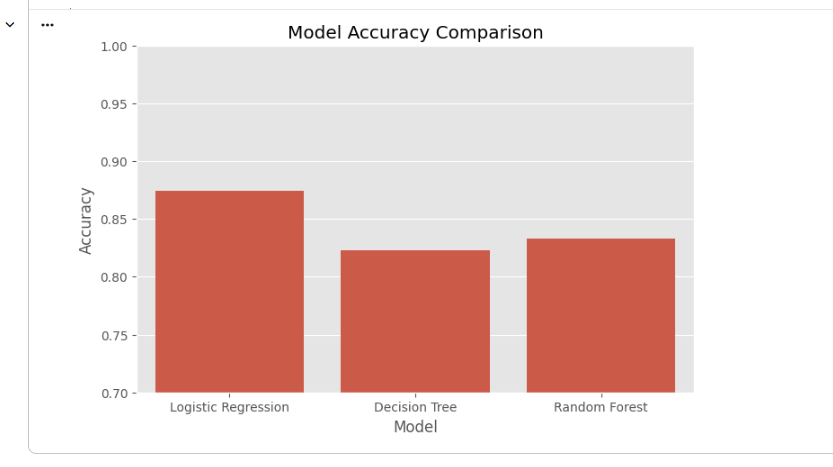 Model Accuracy Comparison
1.00
0.95
0.90
0.85
0.80
0.75
0.70
Accuracy
Logistic Regression Decision Tree Random Forest
Model